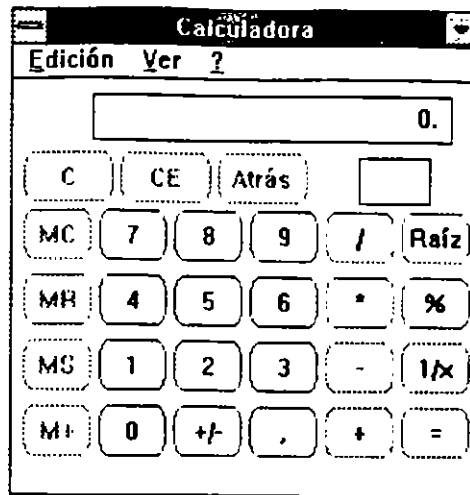 Calculadora
Edición Ver ?
0.
C CE Atrás
MC 7 8 9 / Raíz
MR 4 5 6 * %
MS 1 2 3 - 1/x
M+ 0 +/- , + =